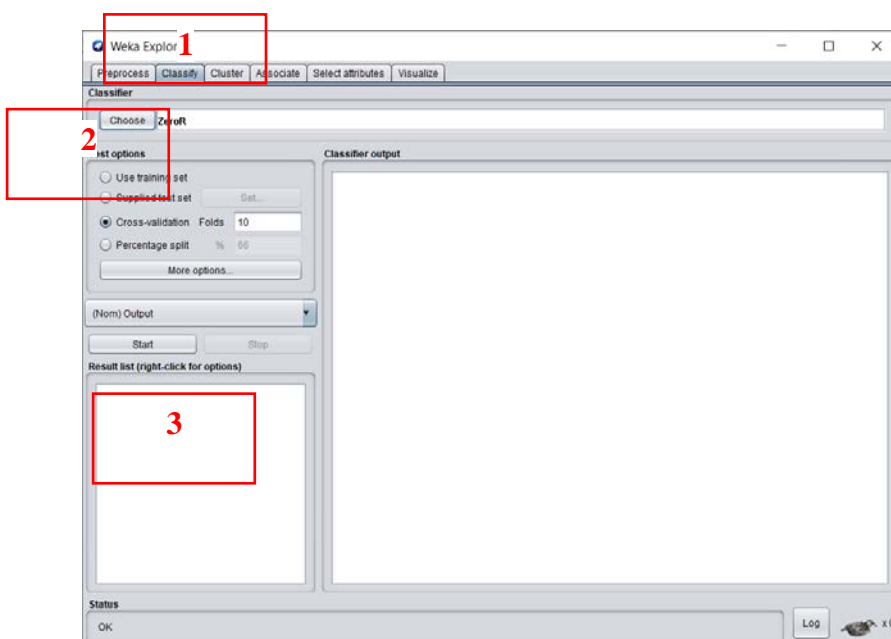 1
Weka Explor
Preprocess Classify Cluster Associate Select attributes Visualize
Classifier
Choose ZeroR
2
est options
Classifier output
Use training set
Supplied test set Set...
Cross-validation Folds 10
Percentage split % 66
More options...
(Nom) Output
Start Stop
Result list (right-click for options)
3
Status
OK
Log